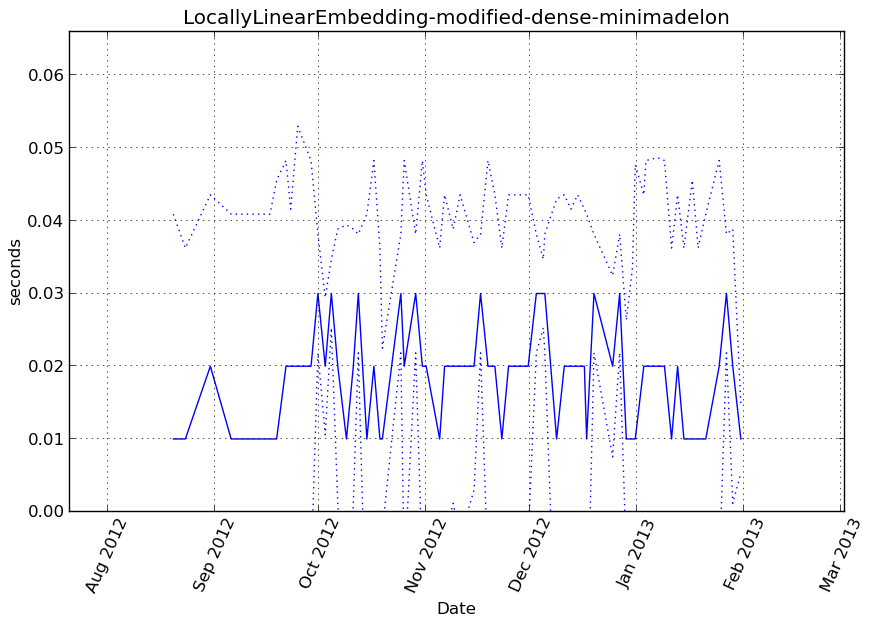 LocallyLinearEmbedding-modified-dense-minimadelon
0.06
0.05
0.04
0.03
0.02
0.01
0.00
seconds
Aug 2012
Sep 2012
Oct 2012
Nov 2012
Dec 2012
Jan 2013
Feb 2013
Mar 2013
Date